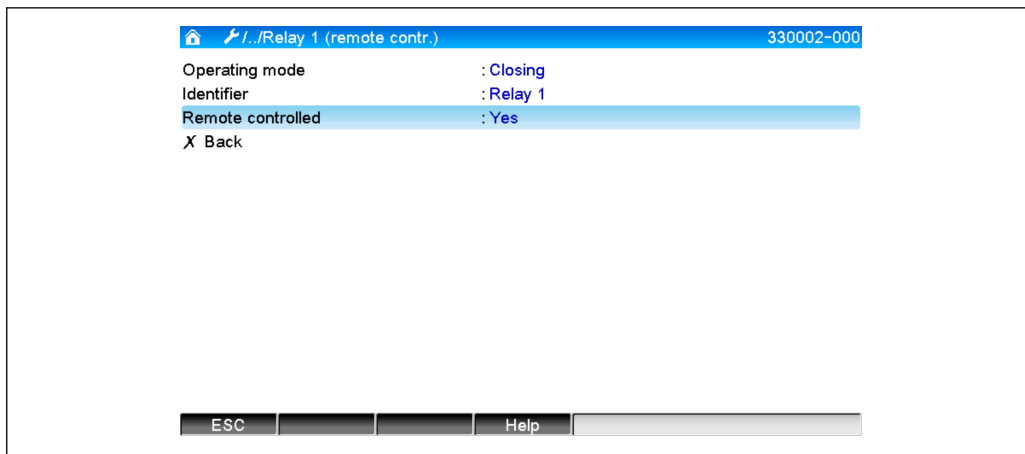 /../Relay 1 (remote contr.) 330002-000
Operating mode : Closing
Identifier : Relay 1
Remote controlled : Yes
X Back
ESC Help